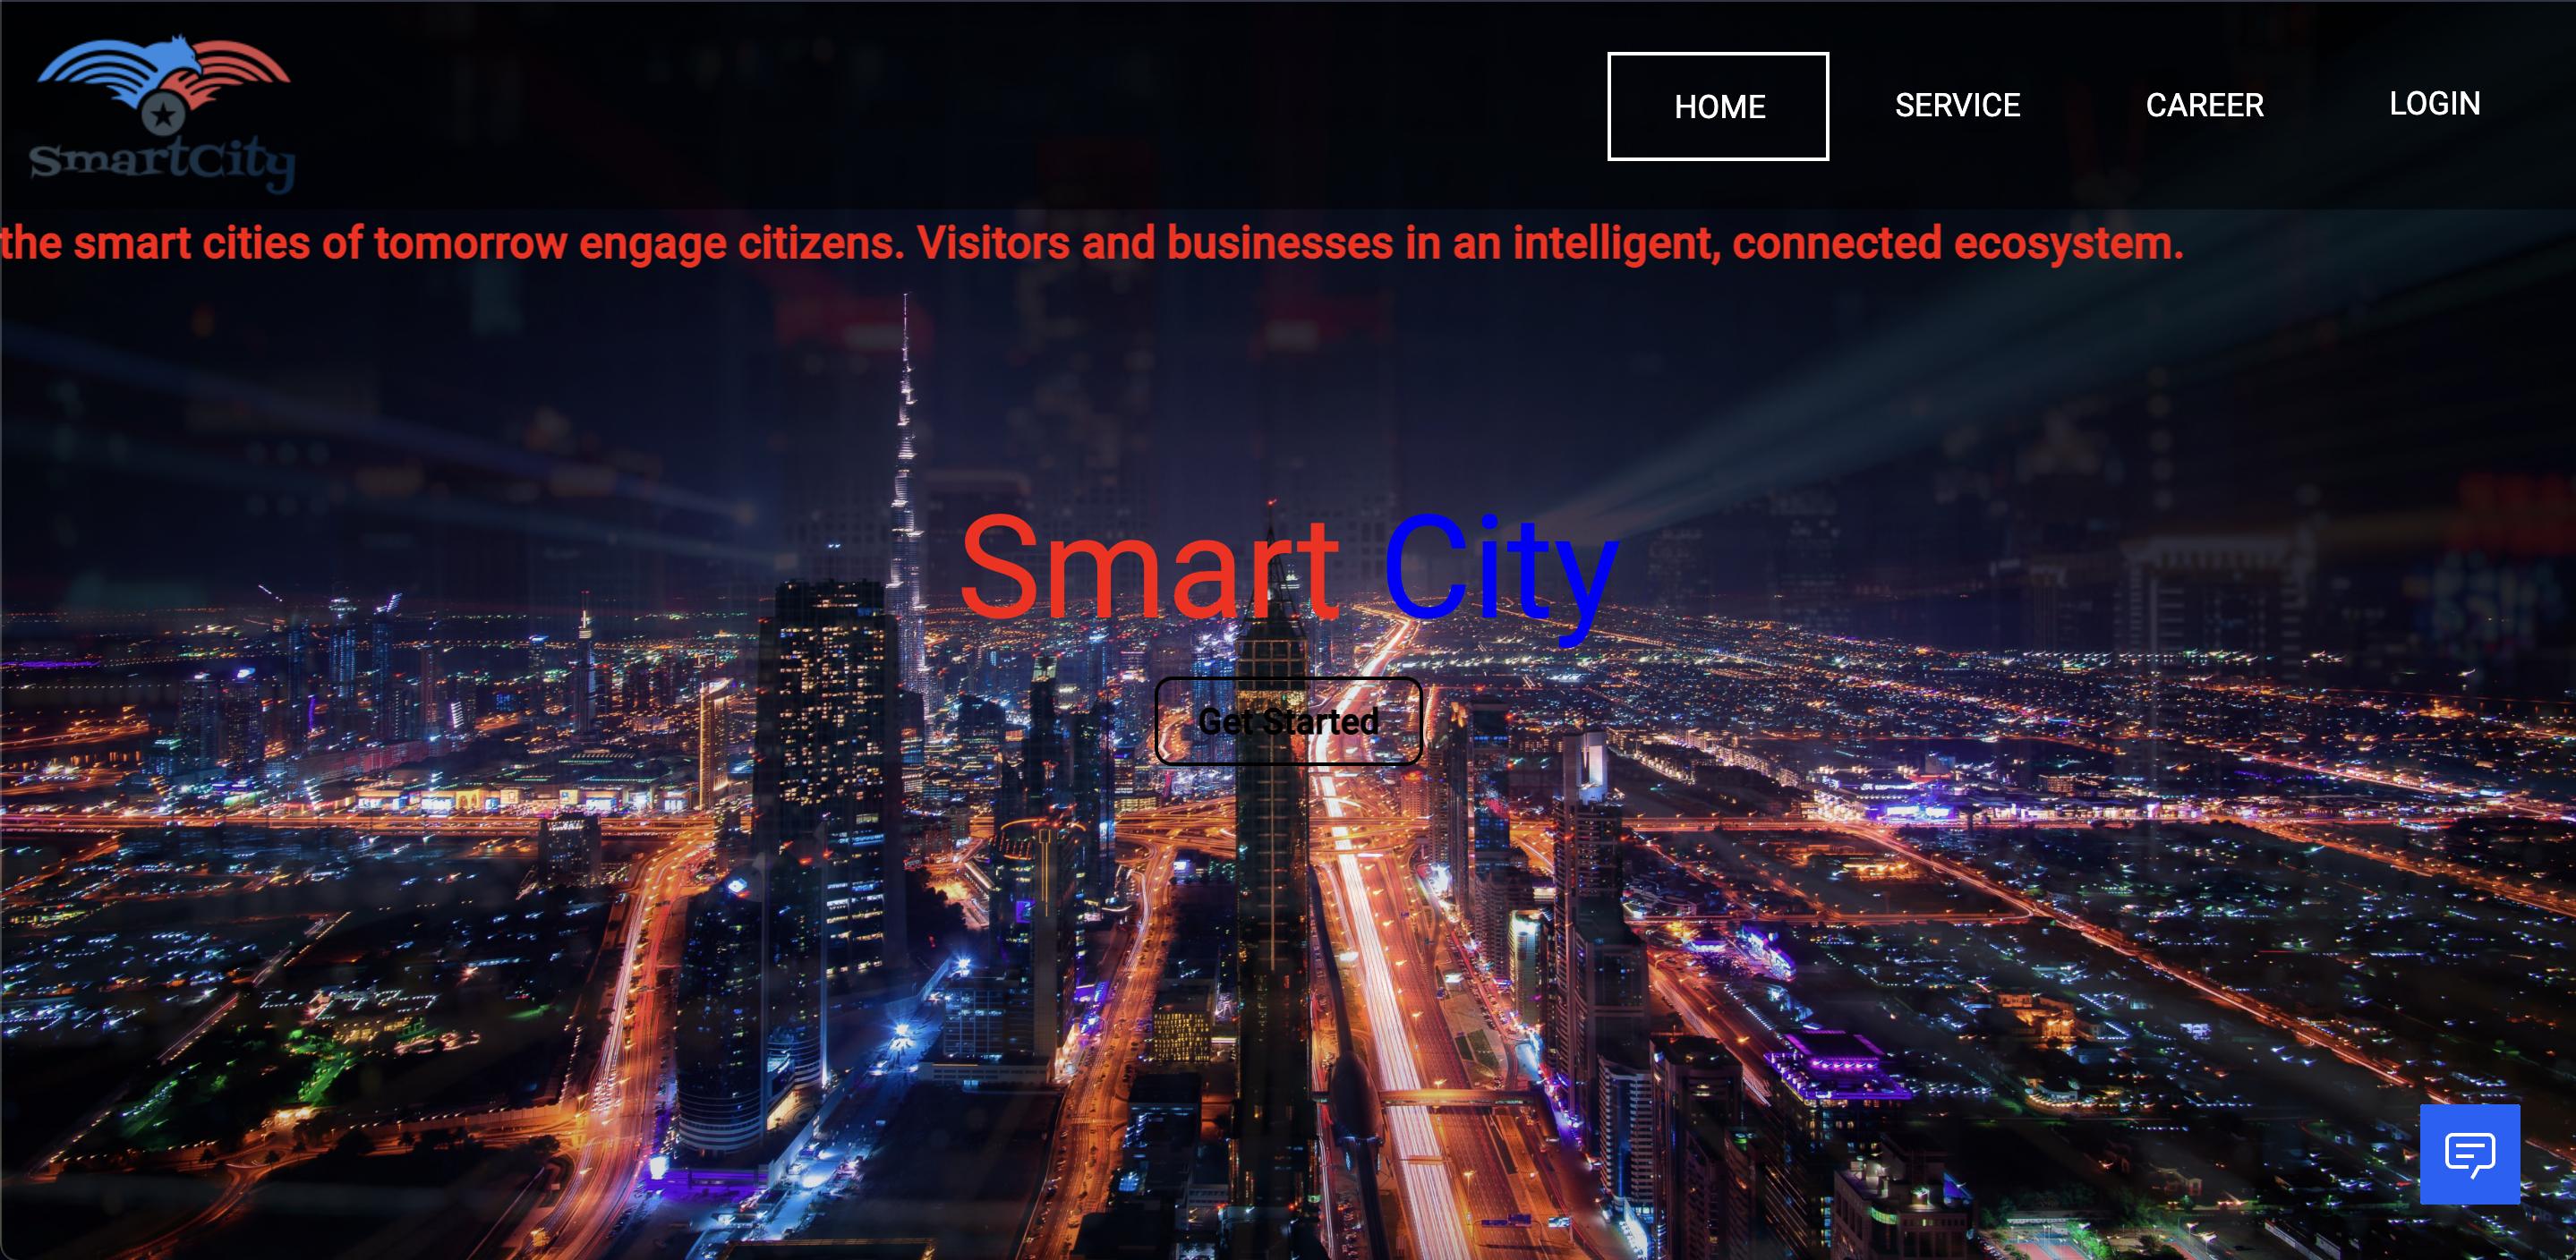 SmartCity
HOME
SERVICE
CAREER
LOGIN
the smart cities of tomorrow engage citizens. Visitors and businesses in an intelligent, connected ecosystem.
Smart City
Get Started